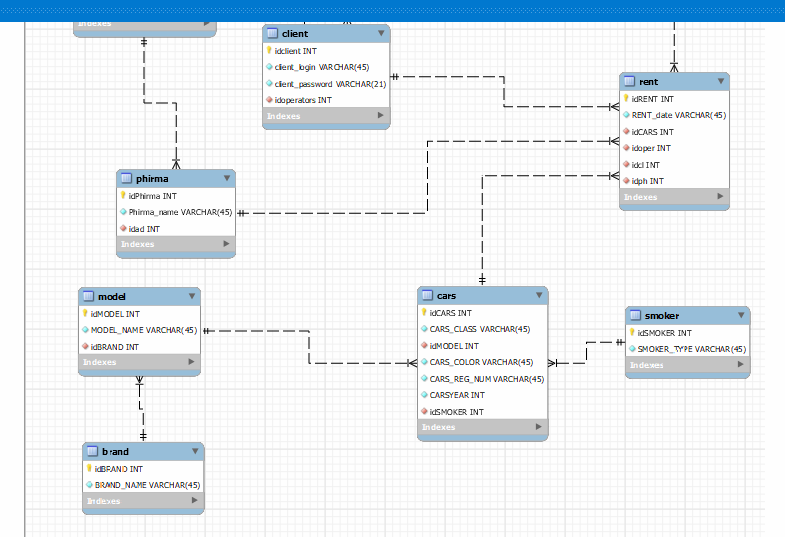 Indexes
client
idclient INT
client_login VARCHAR(45)
client_password VARCHAR(21)
idoperators INT
Indexes
rent
idRENT INT
RENT_date VARCHAR(45)
idCARS INT
idoper INT
idcl INT
idph INT
Indexes
phirma
idPhirma INT
Phirma_name VARCHAR(45)
idad INT
Indexes
model
idMODEL INT
MODEL_NAME VARCHAR(45)
idBRAND INT
Indexes
cars
idCARS INT
CARS_CLASS VARCHAR(45)
idMODEL INT
CARS_COLOR VARCHAR(45)
CARS_REG_NUM VARCHAR(45)
CARSYEAR INT
idSMOKER INT
Indexes
smoker
idSMOKER INT
SMOKER_TYPE VARCHAR(45)
Indexes
brand
idBRAND INT
BRAND_NAME VARCHAR(45)
Indexes